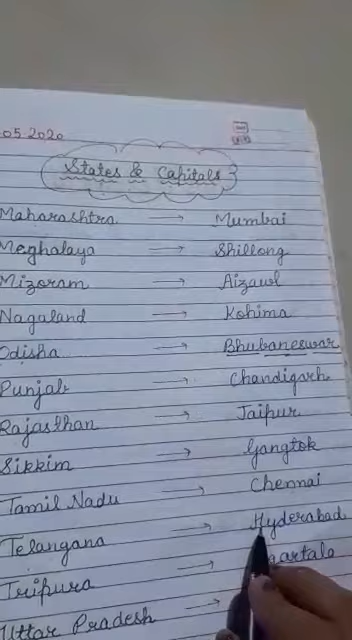 05.2020
States & Capitals
Maharashtra → Mumbai
Meghalaya → Shillong
Mizoram → Aizawl
Nagaland → Kohima
Odisha → Bhubaneswar
Punjab → Chandigarh
Rajasthan → Jaipur
Sikkim → Gangtok
Tamil Nadu → Chennai
Telangana → Hyderabad
Tripura → gartala
Uttar Pradesh →